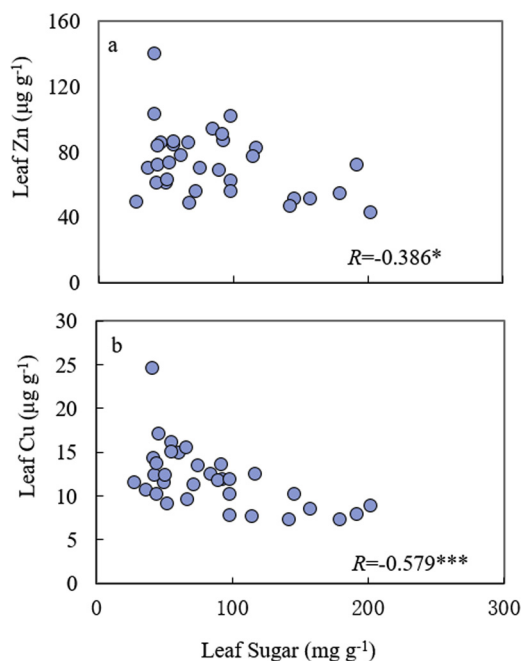 160
a
120
Leaf Zn (μg g⁻¹)
80
40
R=-0.386*
0
30
b
25
20
Leaf Cu (μg g⁻¹)
15
10
5
R=-0.579***
0
0 100 200 300
Leaf Sugar (mg g⁻¹)